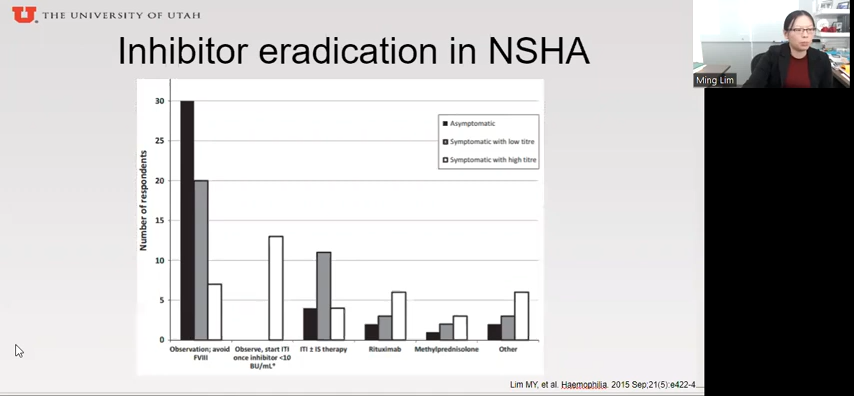 THE UNIVERSITY OF UTAH
Inhibitor eradication in NSHA
Ming Lim
Number of respondents
30
25
20
15
10
5
0
Asymptomatic
Symptomatic with low titre
Symptomatic with high titre
Observation; avoid
FVIII
Observe, start ITI
once inhibitor <10
BU/mL*
ITI ± IS therapy
Rituximab
Methylprednisolone
Other
Lim MY, et al. Haemophilia. 2015 Sep;21(5):e422-4....